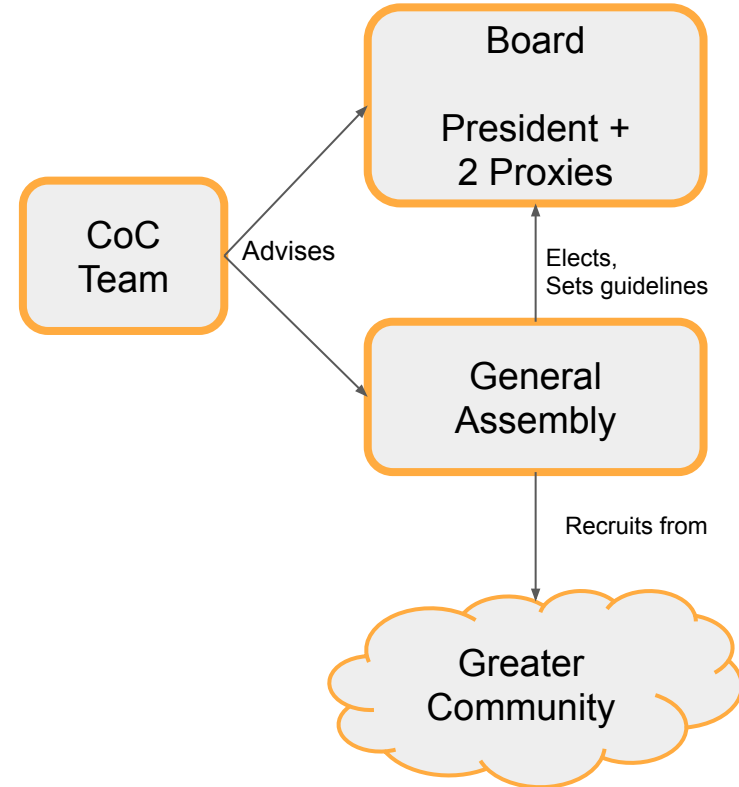 Board
President +
2 Proxies
CoC
Team
Advises
Elects,
Sets guidelines
General
Assembly
Recruits from
Greater
Community